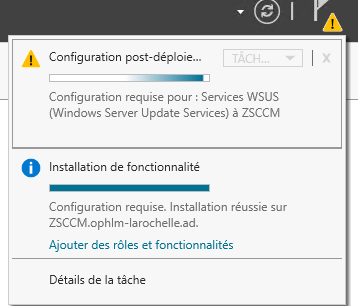 Configuration post-déploie...
TÂCH...
X
Configuration requise pour : Services WSUS
(Windows Server Update Services) à ZSCCM
Installation de fonctionnalité
Configuration requise. Installation réussie sur
ZSCCM.ophlm-larochelle.ad.
Ajouter des rôles et fonctionnalités
Détails de la tâche